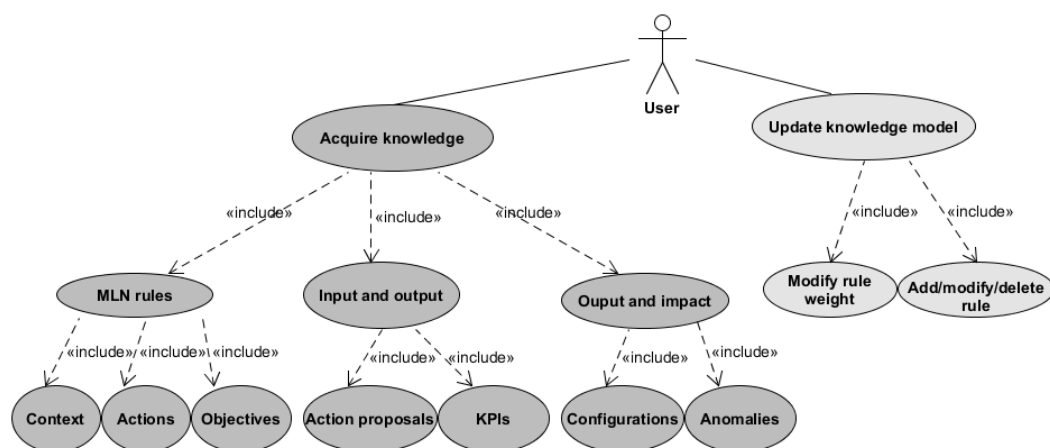 User
Acquire knowledge
Update knowledge model
«include»
«include»
«include»
«include»
«include»
MLN rules
Input and output
Ouput and impact
Modify rule
weight
Add/modify/delete
rule
«include»
«include»
«include»
«include»
«include»
«include»
«include»
Context
Actions
Objectives
Action proposals
KPIs
Configurations
Anomalies